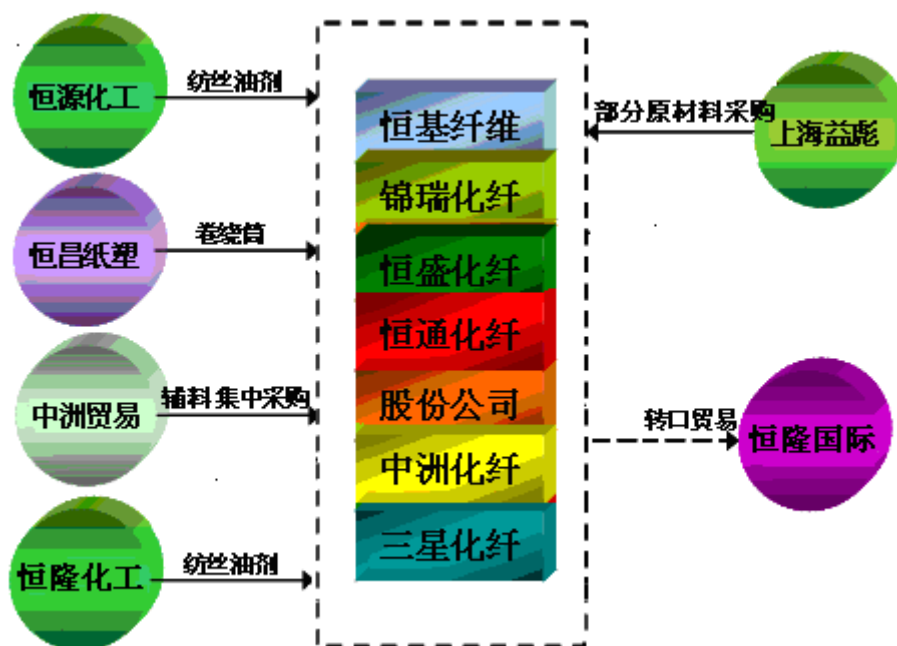 恒源化工
纺丝油剂
恒昌纸塑
卷绕筒
中洲贸易
辅料集中采购
恒隆化工
纺丝油剂
恒基纤维
锦瑞化纤
恒盛化纤
恒通化纤
股份公司
中洲化纤
三星化纤
部分原材料采购
上海益彪
转口贸易
恒隆国际